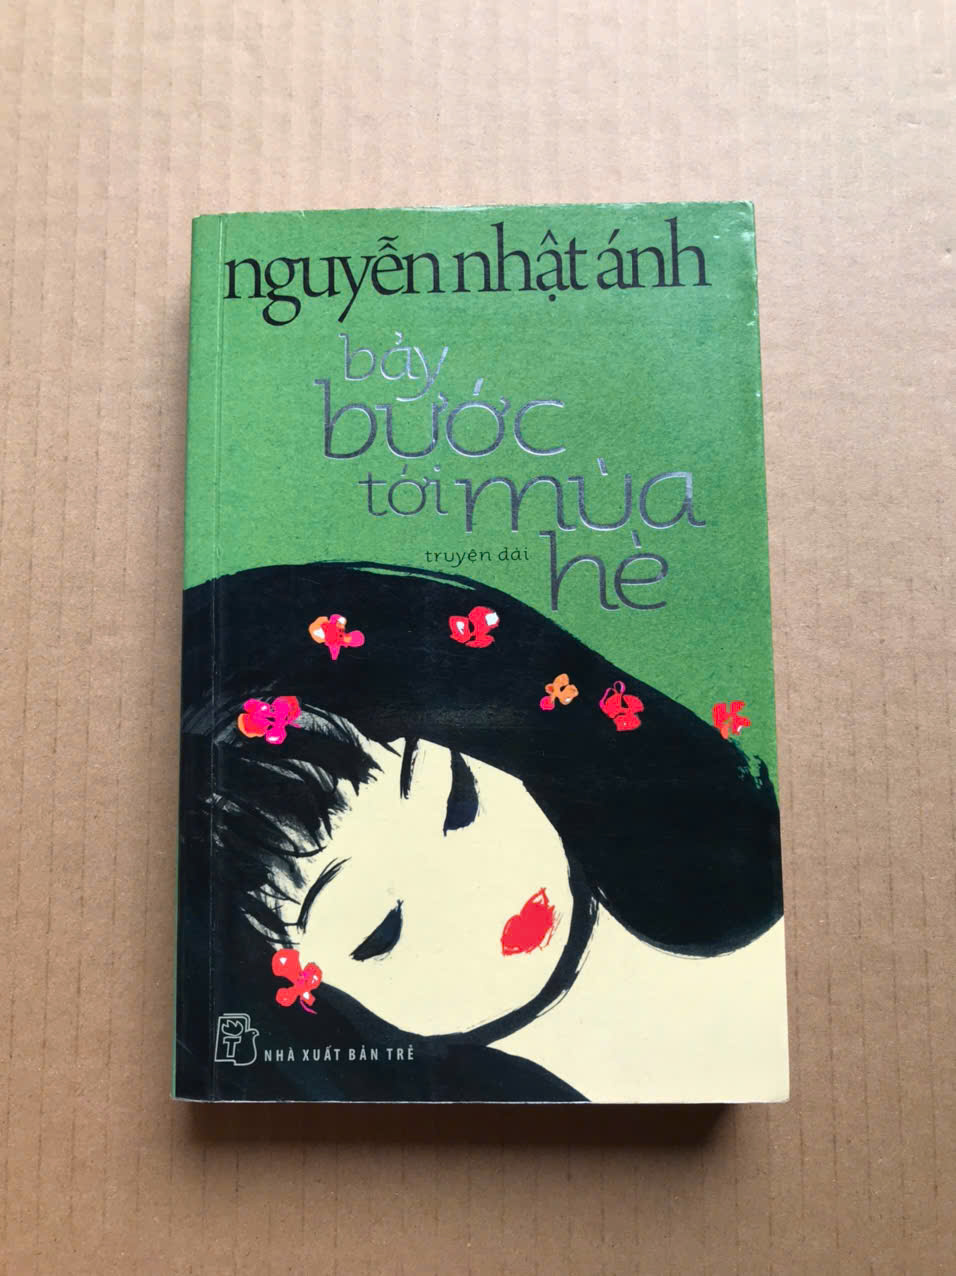 nguyễn nhật ánh
bảy
bước
tới mùa
hè
truyện dài
NHÀ XUẤT BẢN TRẺ